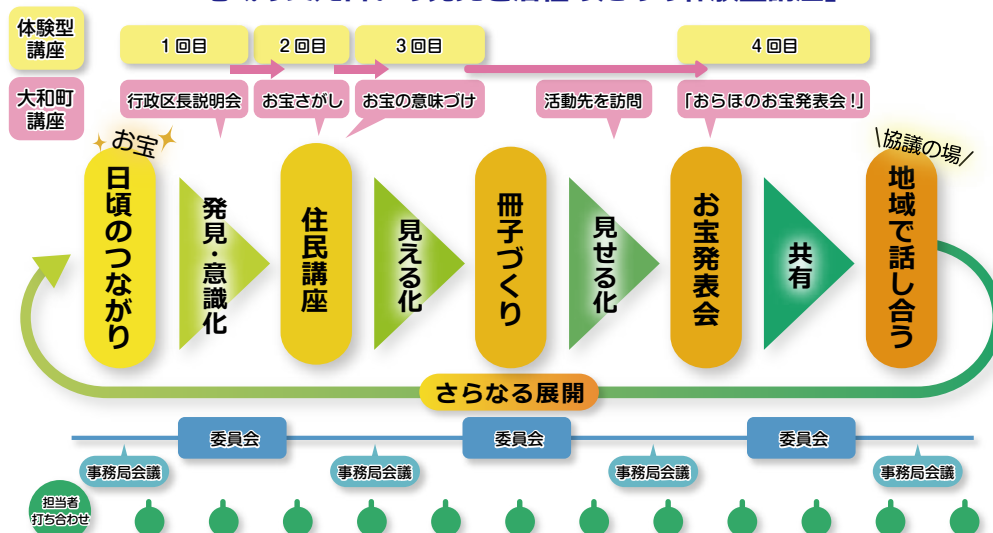 体験型
講座
1回目
2回目
3回目
4回目
大和町
講座
行政区長説明会
お宝さがし
お宝の意味づけ
活動先を訪問
「おらほのお宝発表会!」
お宝
\協議の場/
日頃のつながり
発見・意識化
住民講座
見える化
冊子づくり
見せる化
お宝発表会
共有
地域で話し合う
さらなる展開
委員会
委員会
委員会
事務局会議
事務局会議
事務局会議
事務局会議
担当者
打ち合わせ